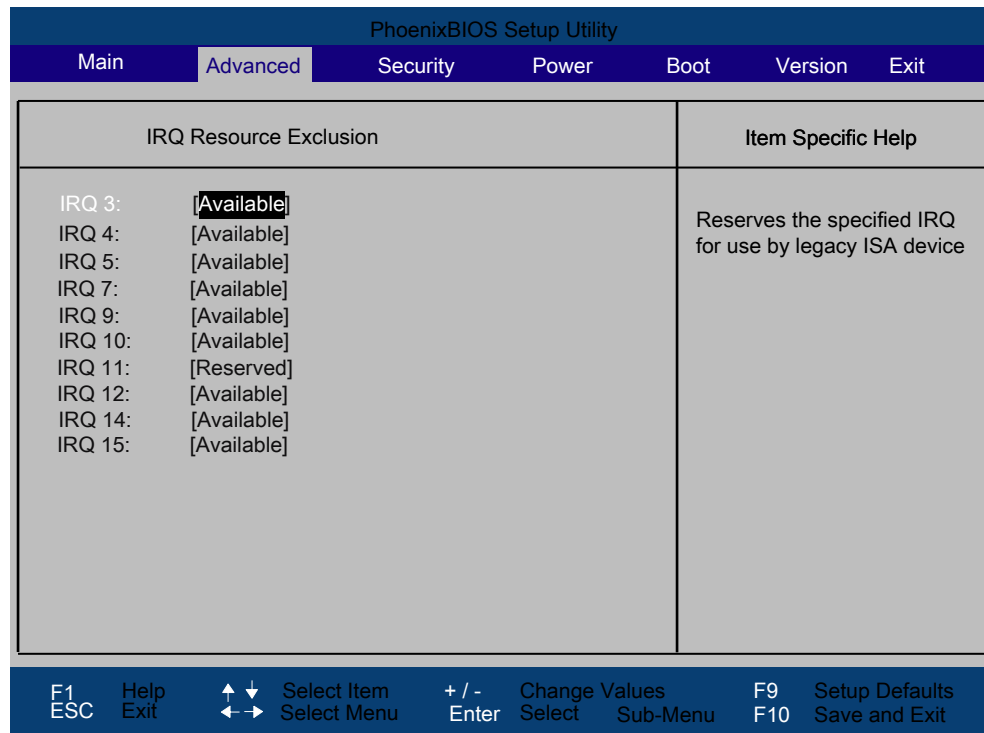 PhoenixBIOS Setup Utility
Main Advanced Security Power Boot Version Exit
IRQ Resource Exclusion
Item Specific Help
IRQ 3: [Available]
IRQ 4: [Available]
IRQ 5: [Available]
IRQ 7: [Available]
IRQ 9: [Available]
IRQ 10: [Available]
IRQ 11: [Reserved]
IRQ 12: [Available]
IRQ 14: [Available]
IRQ 15: [Available]
Reserves the specified IRQ
for use by legacy ISA device
F1 Help Select Item + / - Change Values F9 Setup Defaults
ESC Exit Select Menu Enter Select Sub-Menu F10 Save and Exit